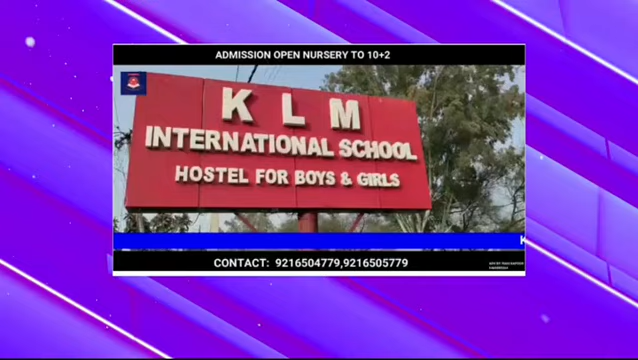 ADMISSION OPEN NURSERY TO 10+2
K L M
INTERNATIONAL SCHOOL
HOSTEL FOR BOYS & GIRLS
K
CONTACT: 9216504779,9216505779